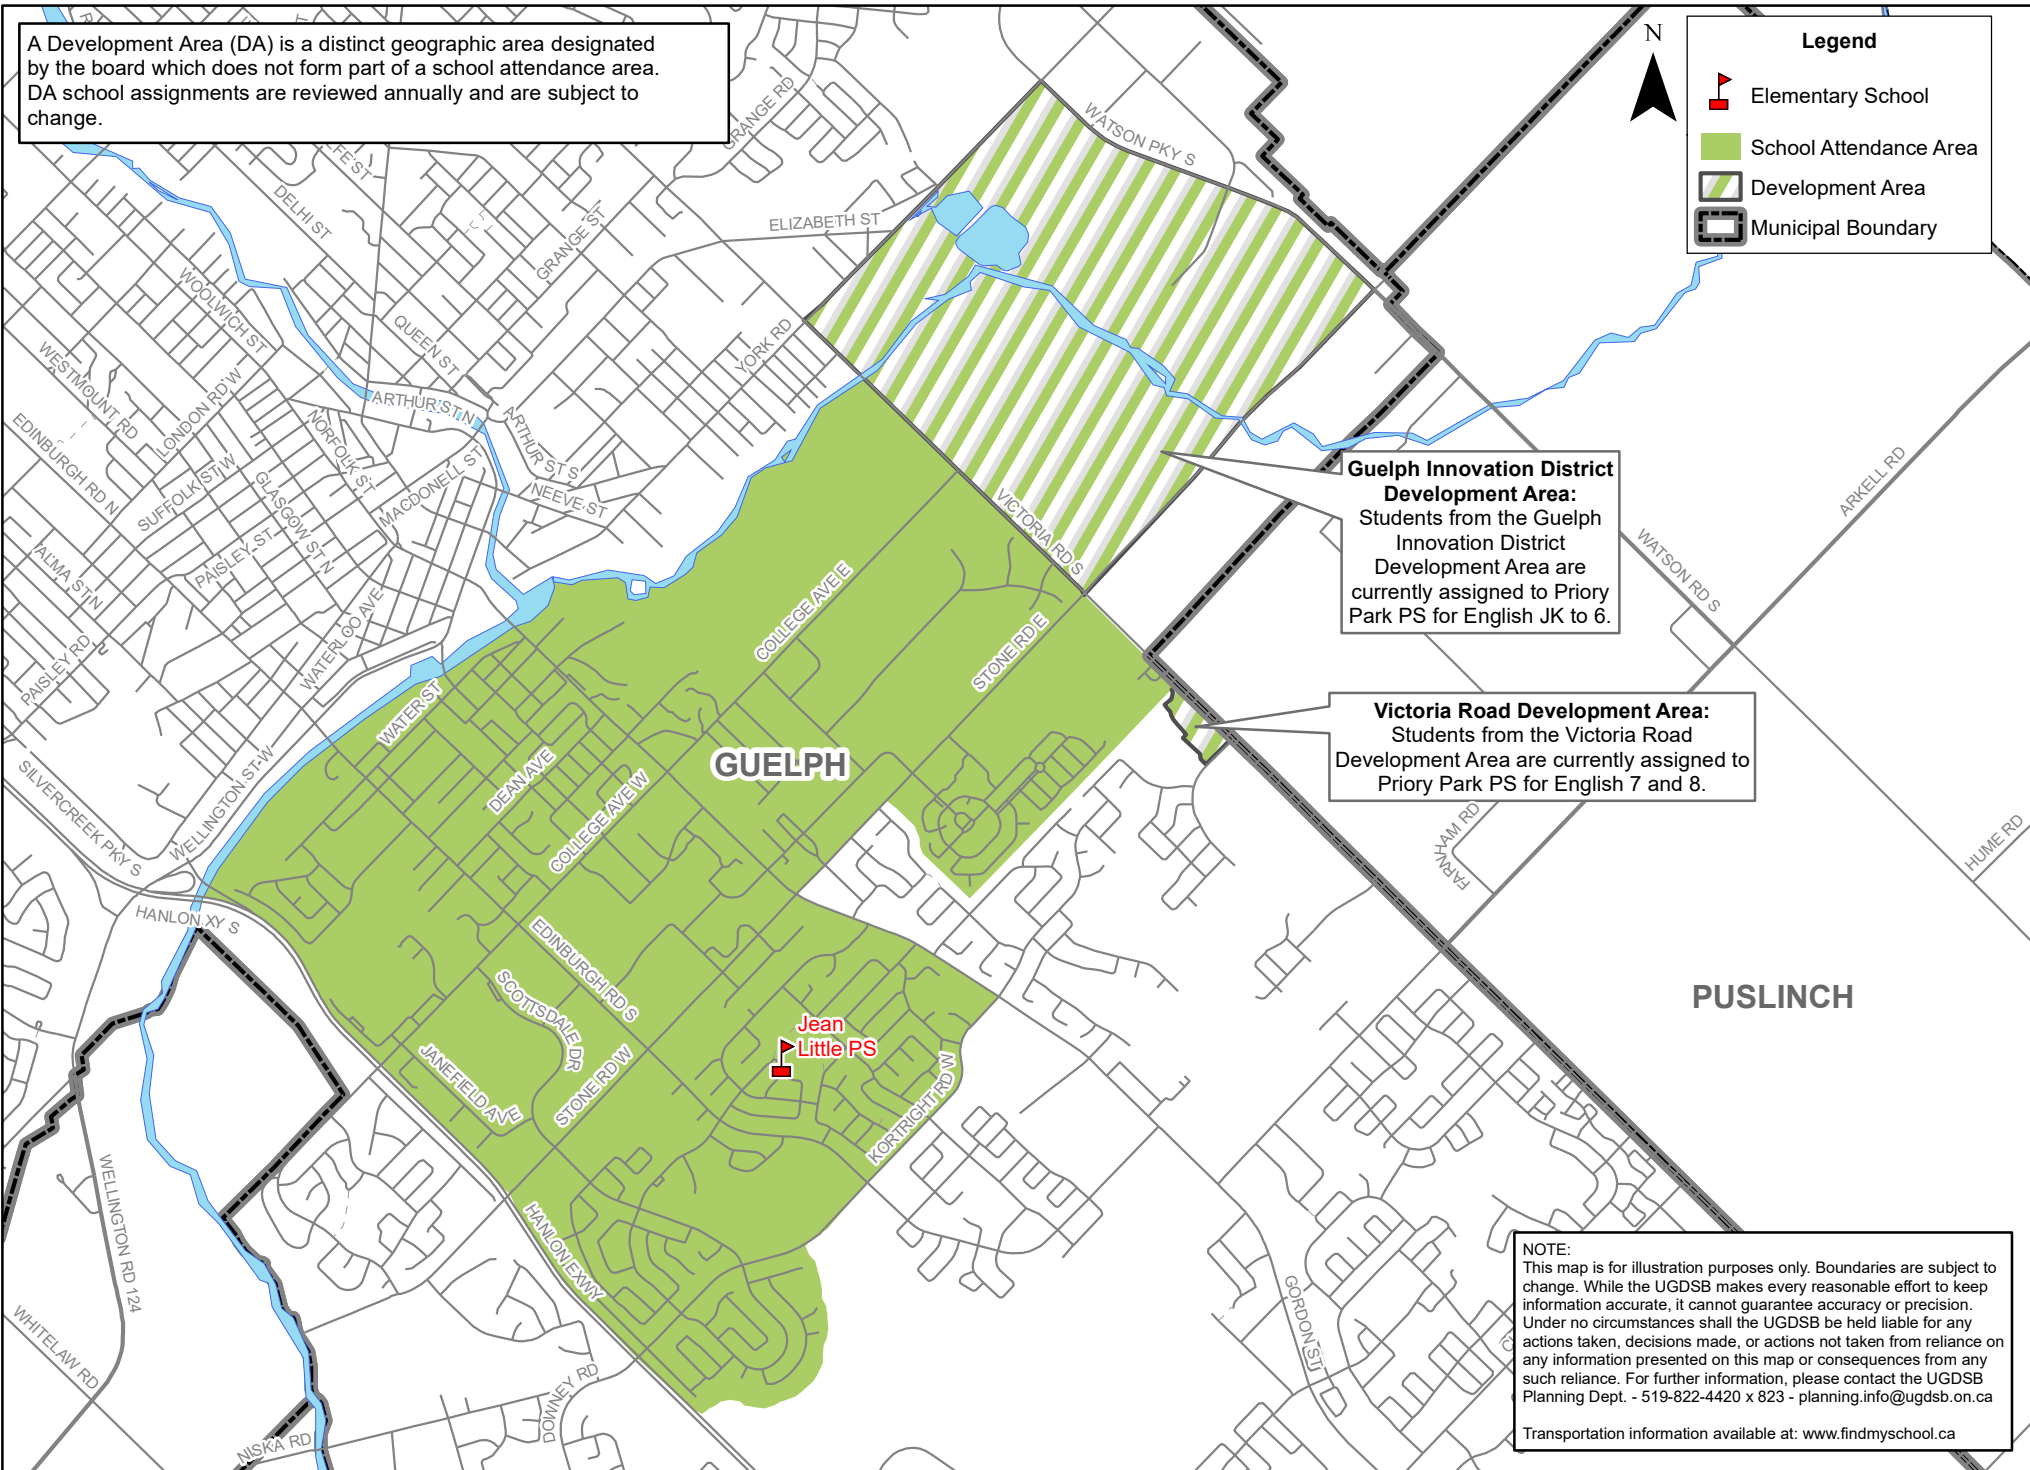 A Development Area (DA) is a distinct geographic area designated
by the board which does not form part of a school attendance area.
DA school assignments are reviewed annually and are subject to
change.
N
Legend
Elementary School
School Attendance Area
Development Area
Municipal Boundary
GRANGE RD
WATSON PKY S
DELHI ST
ELIZABETH ST
GRANGE ST
WOOLWICH ST
QUEEN ST
YORK RD
WESTMOUNT RD
LONDON RD W
ARTHUR ST N
EDINBURGH RD N
NORFOLK ST
ARTHUR ST S
SUFFOLK ST W
GLASGOW ST N
MACDONELL ST
NEEVE ST
VICTORIA RD S
ALMA ST N
PAISLEY ST
WATERLOO AVE
PAISLEY RD
COLLEGE AVE E
STONE RD E
WATER ST
ARKELL RD
WATSON RD S
Guelph Innovation District
Development Area:
Students from the Guelph
Innovation District
Development Area are
currently assigned to Priory
Park PS for English JK to 6.
Victoria Road Development Area:
Students from the Victoria Road
Development Area are currently assigned to
Priory Park PS for English 7 and 8.
GUELPH
DEAN AVE
COLLEGE AVE W
SILVERCREEK PKY S
WELLINGTON ST W
HANLON XY S
FARNHAM RD
HUME RD
EDINBURGH RD S
SCOTTSDALE DR
JANEFIELD AVE
STONE RD W
Jean
Little PS
KORTRIGHT RD W
PUSLINCH
WELLINGTON RD 124
HANLON EXWY
WHITELAW RD
NISKA RD
DOWNEY RD
GORDON ST
NOTE:
This map is for illustration purposes only. Boundaries are subject to
change. While the UGDSB makes every reasonable effort to keep
information accurate, it cannot guarantee accuracy or precision.
Under no circumstances shall the UGDSB be held liable for any
actions taken, decisions made, or actions not taken from reliance on
any information presented on this map or consequences from any
such reliance. For further information, please contact the UGDSB
Planning Dept. - 519-822-4420 x 823 - planning.info@ugdsb.on.ca
Transportation information available at: www.findmyschool.ca